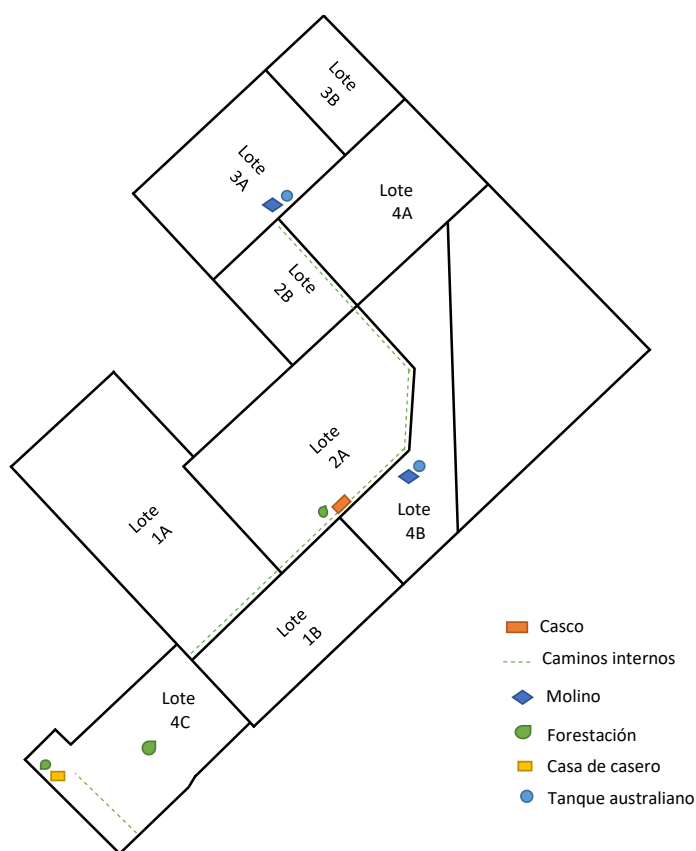 Lote
3B
Lote
3A
Lote
4A
Lote
2B
Lote
2A
Lote
1A
Lote
4B
Lote
1B
Lote
4C
Casco
Caminos internos
Molino
Forestación
Casa de casero
Tanque australiano